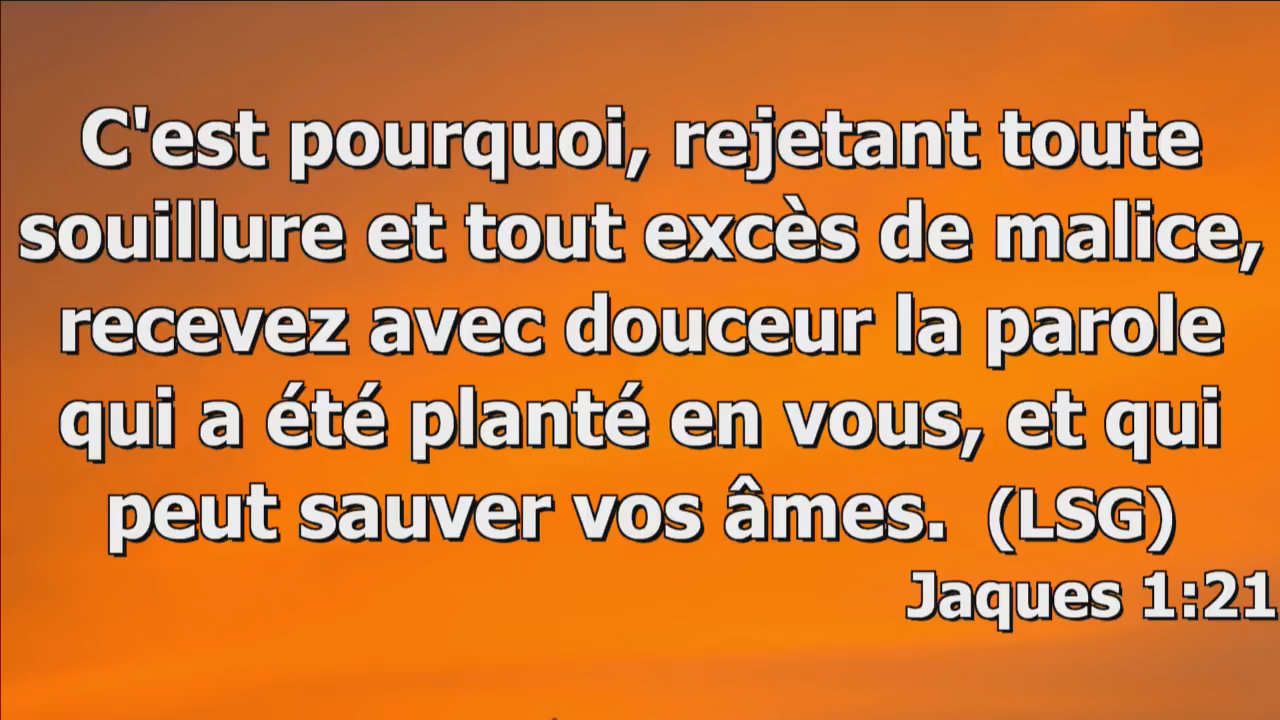 C'est pourquoi, rejetant toute
souillure et tout excès de malice,
recevez avec douceur la parole
qui a été planté en vous, et qui
peut sauver vos âmes. (LSG)
Jaques 1:21